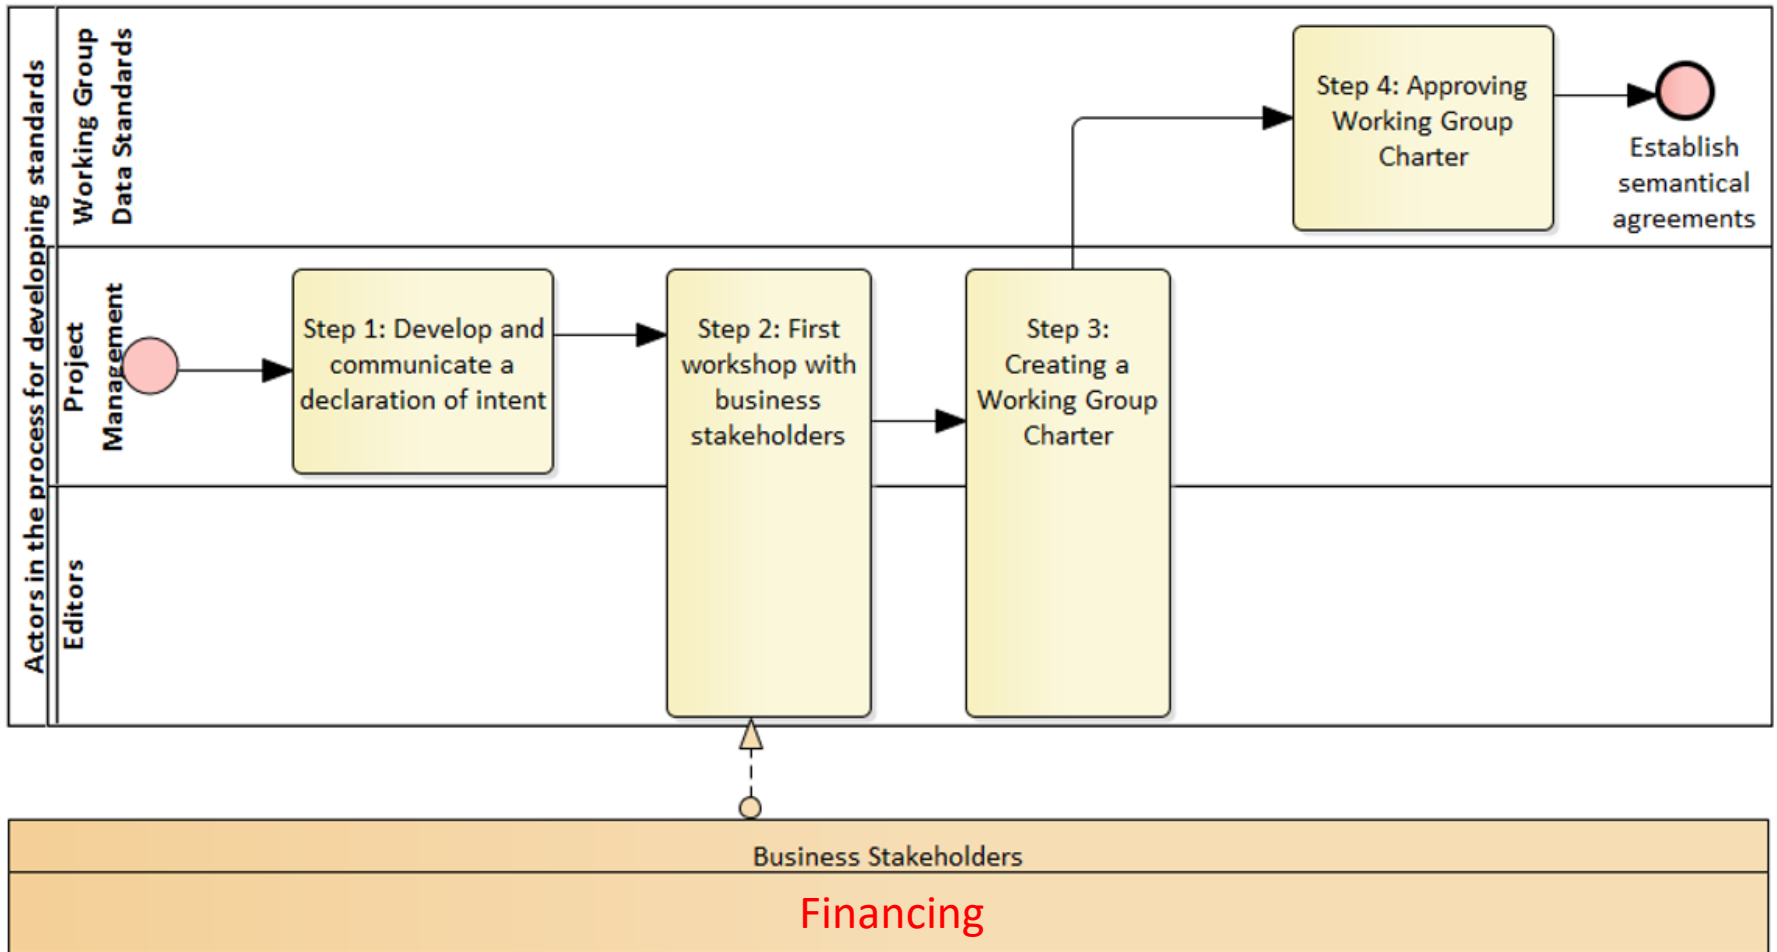 Actors in the process for developping standards
Working Group
Data Standards
Step 4: Approving
Working Group
Charter
Establish
semantical
agreements
Project
Management
Step 1: Develop and
communicate a
declaration of intent
Step 2: First
workshop with
business
stakeholders
Step 3:
Creating a
Working Group
Charter
Editors
Business Stakeholders
Financing